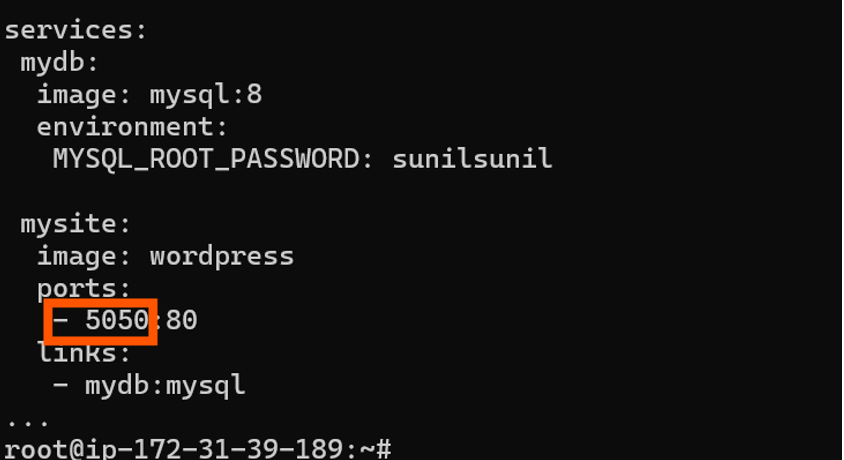 services:
 mydb:
  image: mysql:8
  environment:
   MYSQL_ROOT_PASSWORD: sunilsunil

 mysite:
  image: wordpress
  ports:
   - 5050:80
  links:
   - mydb:mysql
...
root@ip-172-31-39-189:~#